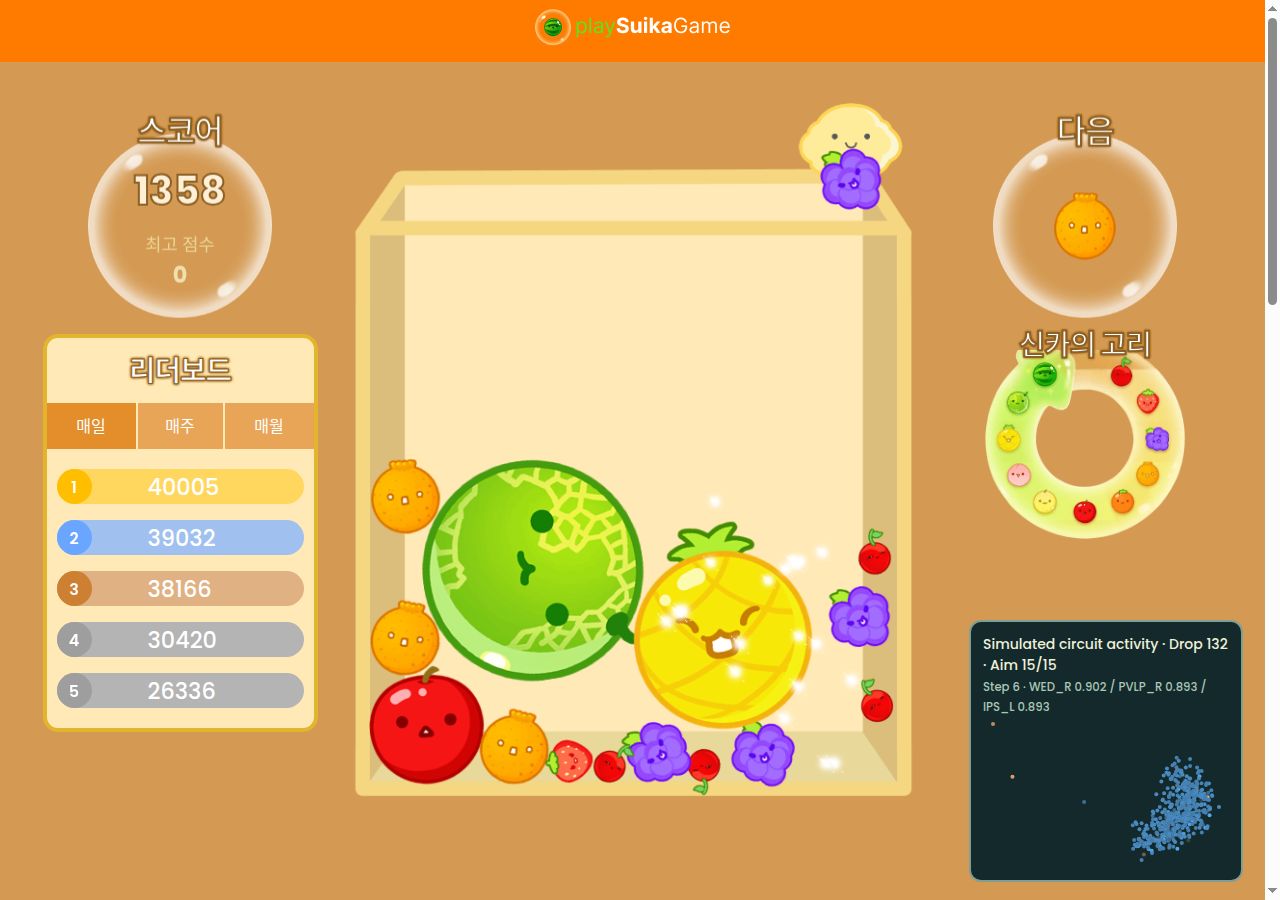 playSuikaGame
스코어
1358
최고 점수
0
리더보드
매일
매주
매월
1 40005
2 39032
3 38166
4 30420
5 26336
다음
신카의 고리
Simulated circuit activity · Drop 132
· Aim 15/15
Step 6 · WED_R 0.902 / PVLP_R 0.893 /
IPS_L 0.893